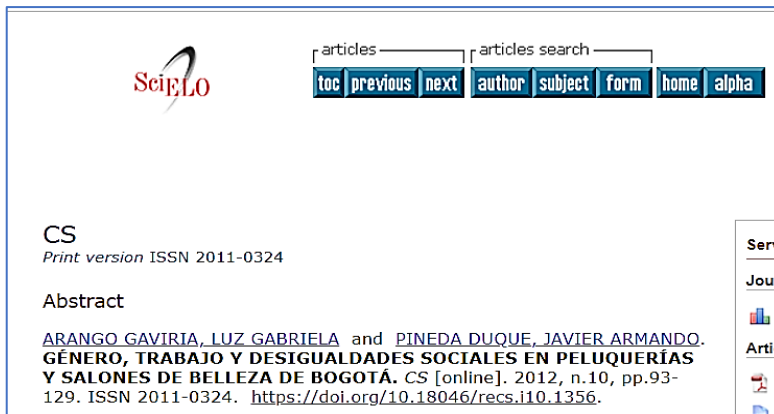 SciELO
articles articles search
toc previous next author subject form home alpha
CS
Print version ISSN 2011-0324
Serv
Abstract
Jou
ARANGO GAVIRIA, LUZ GABRIELA and PINEDA DUQUE, JAVIER ARMANDO.
GÉNERO, TRABAJO Y DESIGUALDADES SOCIALES EN PELUQUERÍAS
Arti
Y SALONES DE BELLEZA DE BOGOTÁ. CS [online]. 2012, n.10, pp.93-
129. ISSN 2011-0324. https://doi.org/10.18046/recs.i10.1356.